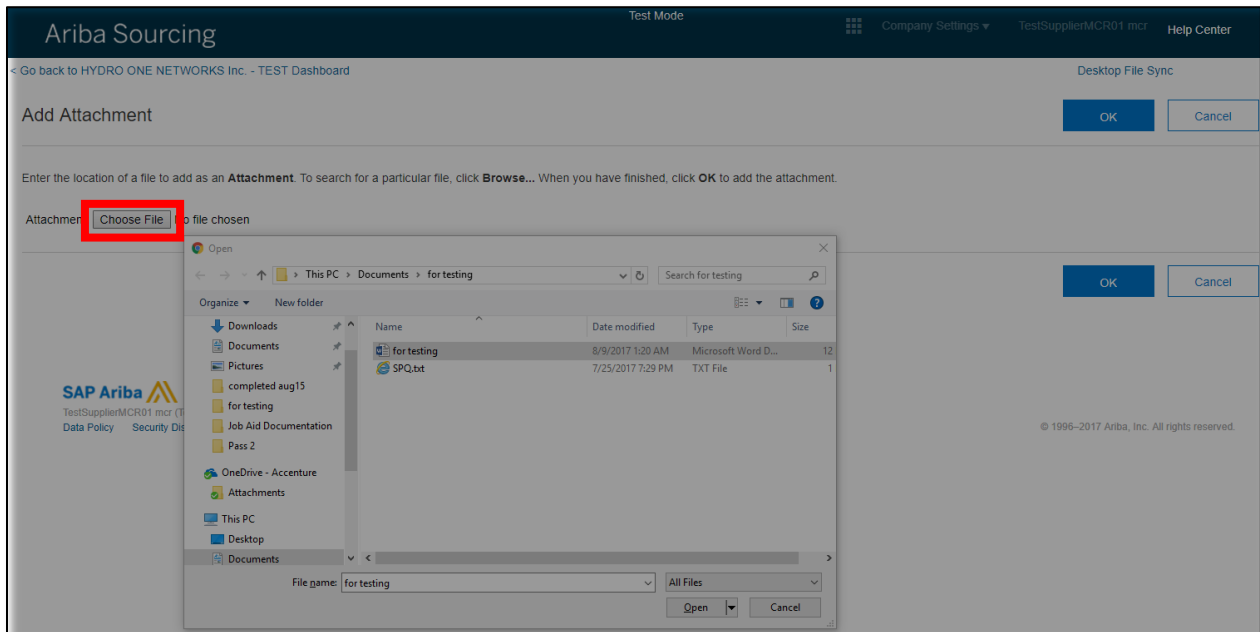 Test Mode
Ariba Sourcing
Company Settings
TestSupplierMCR01 mcr
Help Center
< Go back to HYDRO ONE NETWORKS Inc. - TEST Dashboard
Desktop File Sync
Add Attachment
OK
Cancel
Enter the location of a file to add as an Attachment. To search for a particular file, click Browse... When you have finished, click OK to add the attachment.
Attachmen Choose File o file chosen
Open
This PC > Documents > for testing
Search for testing
Organize
New folder
Name
Date modified
Type
Size
Downloads
Documents
Pictures
completed aug15
for testing
Job Aid Documentation
Pass 2
OneDrive - Accenture
Attachments
This PC
Desktop
Documents
for testing 8/9/2017 1:20 AM Microsoft Word D... 12
SPQ.txt 7/25/2017 7:29 PM TXT File 1
File name: for testing
All Files
Open
Cancel
OK
Cancel
SAP Ariba
TestSupplierMCR01 mcr (T
Data Policy Security Dis
© 1996–2017 Ariba, Inc. All rights reserved.